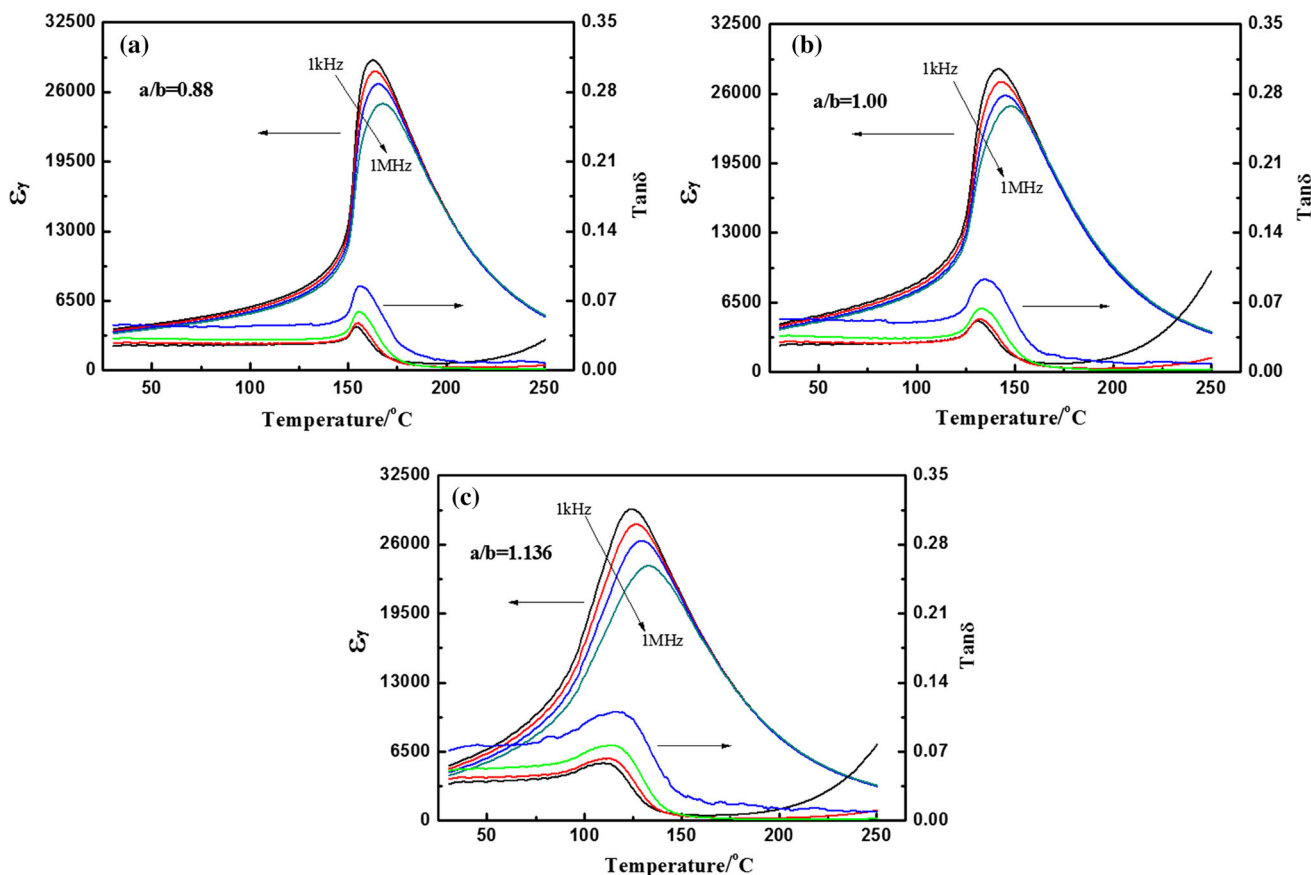 (a)
a/b=0.88
1kHz
1MHz
32500
26000
19500
13000
6500
0
0.35
0.28
0.21
0.14
0.07
0.00
εγ
Tanδ
50 100 150 200 250
Temperature/°C
(b)
a/b=1.00
1kHz
1MHz
32500
26000
19500
13000
6500
0
0.35
0.28
0.21
0.14
0.07
0.00
εγ
Tanδ
50 100 150 200 250
Temperature/°C
(c)
a/b=1.136
1kHz
1MHz
32500
26000
19500
13000
6500
0
0.35
0.28
0.21
0.14
0.07
0.00
εγ
Tanδ
50 100 150 200 250
Temperature/°C